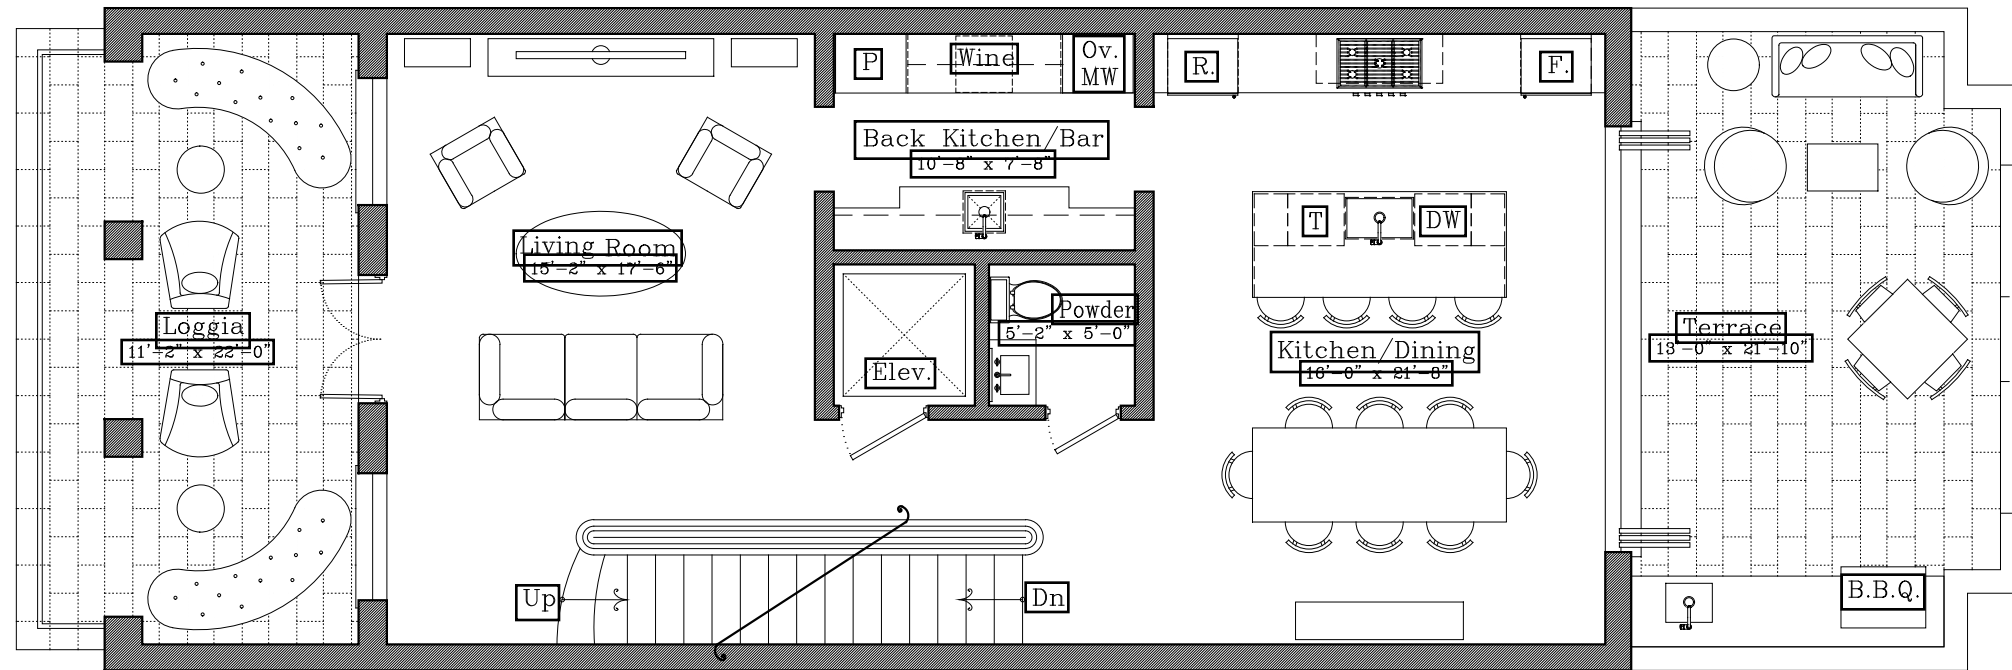 P
Wine
Ov.
MW
R.
F.
Back Kitchen/Bar
10'-8" x 7'-8"
T
DW
Living Room
15'-2" x 17'-6"
Powder
5'-2" x 5'-0"
Loggia
11'-2" x 22'-0"
Elev.
Kitchen/Dining
16'-0" x 21'-8"
Terrace
13'-0" x 21'-10"
Up
Dn
B.B.Q.